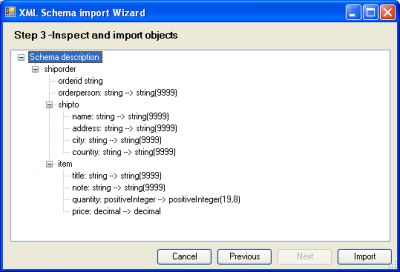 XML Schema import Wizard
Step 3 -Inspect and import objects
Schema description
shiporder
orderid string
orderperson: string --> string(9999)
shipto
name: string --> string(9999)
address: string --> string(9999)
city: string --> string(9999)
country: string --> string(9999)
item
title: string --> string(9999)
note: string --> string(9999)
quantity: positiveInteger --> positiveInteger(19,8)
price: decimal --> decimal
Cancel Previous Next Import